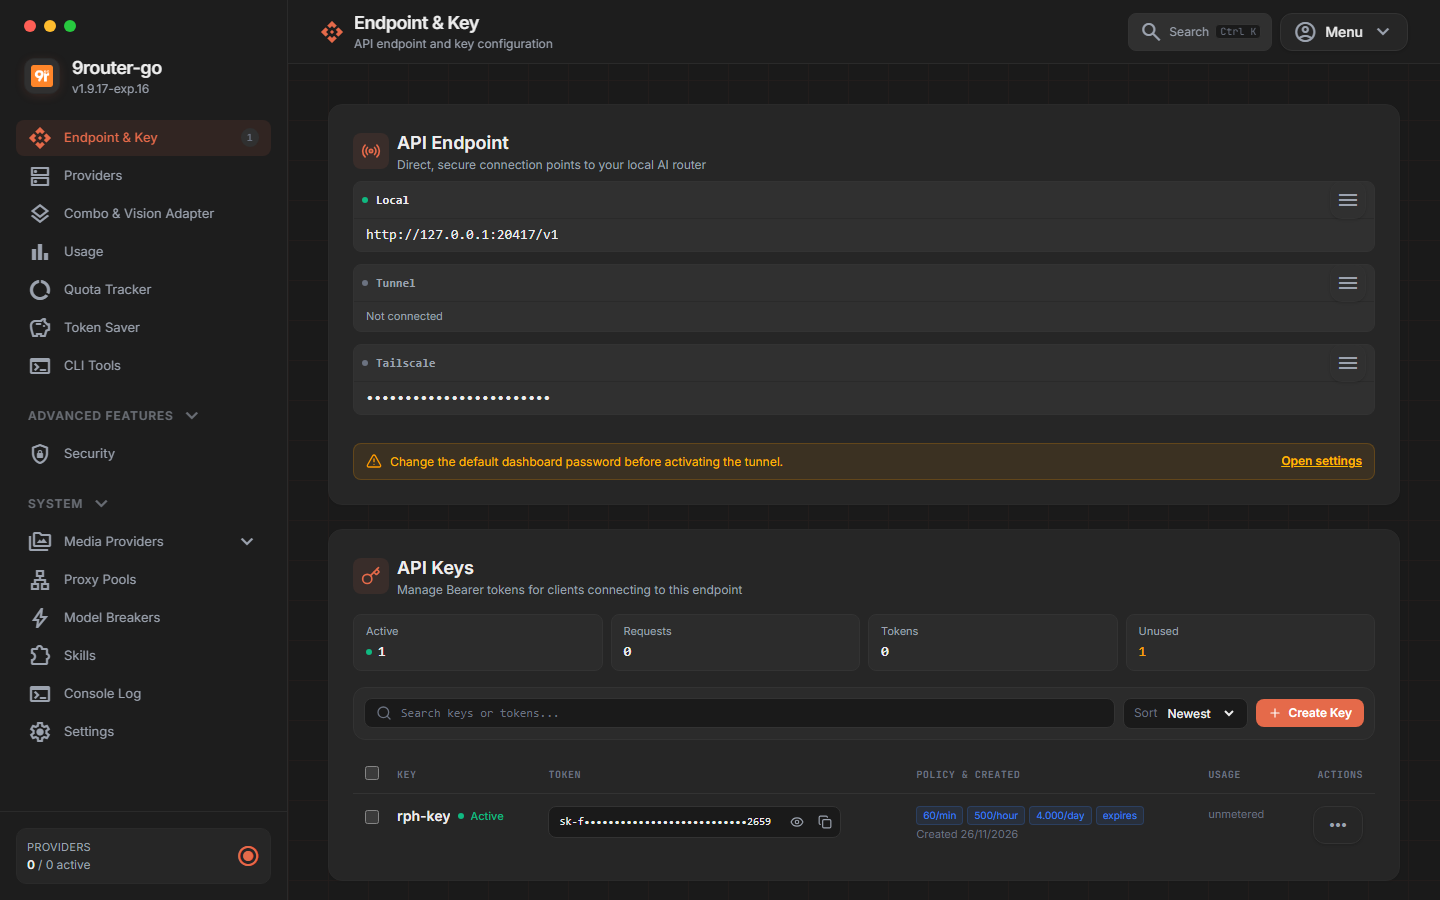 9router-go
v1.9.17-exp.16
Endpoint & Key
1
Providers
Combo & Vision Adapter
Usage
Quota Tracker
Token Saver
CLI Tools
ADVANCED FEATURES
Security
SYSTEM
Media Providers
Proxy Pools
Model Breakers
Skills
Console Log
Settings
PROVIDERS
0 / 0 active
Endpoint & Key
API endpoint and key configuration
Search Ctrl K
Menu
API Endpoint
Direct, secure connection points to your local AI router
Local
http://127.0.0.1:20417/v1
Tunnel
Not connected
Tailscale
••••••••••••••••••••••••
Change the default dashboard password before activating the tunnel.
Open settings
API Keys
Manage Bearer tokens for clients connecting to this endpoint
Active
1
Requests
0
Tokens
0
Unused
1
Search keys or tokens...
Sort Newest
+ Create Key
KEY TOKEN POLICY & CREATED USAGE ACTIONS
rph-key Active
sk-f•••••••••••••••••••••••••••2659
60/min 500/hour 4.000/day expires
Created 26/11/2026
unmetered